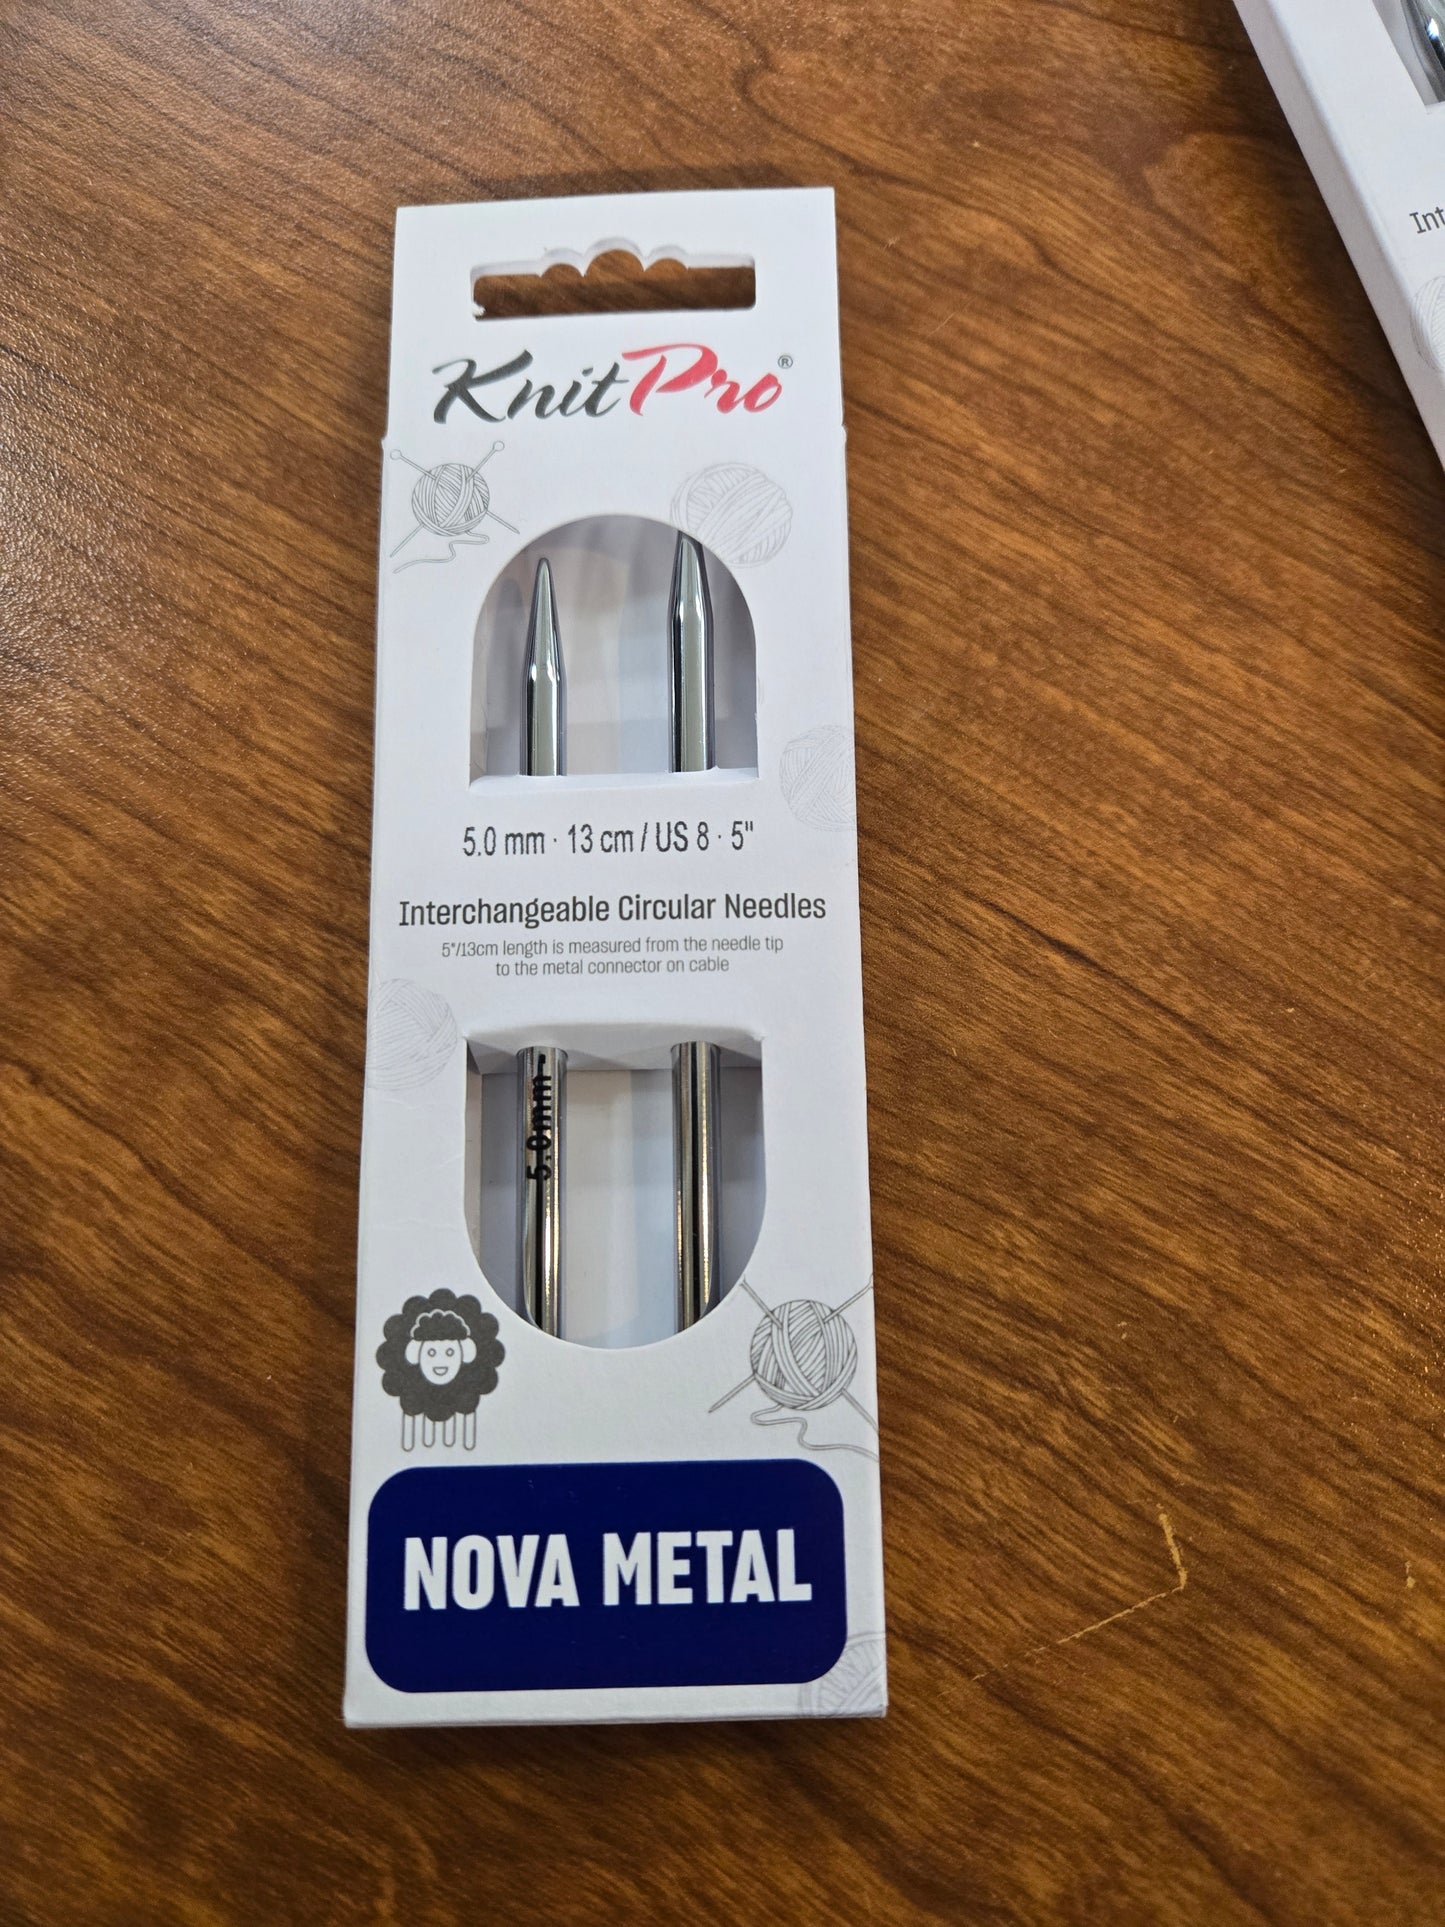 KnitPro®
5.0 mm · 13 cm / US 8 · 5"
Interchangeable Circular Needles
5"/13cm length is measured from the needle tip
to the metal connector on cable
5.0mm
NOVA METAL
Int